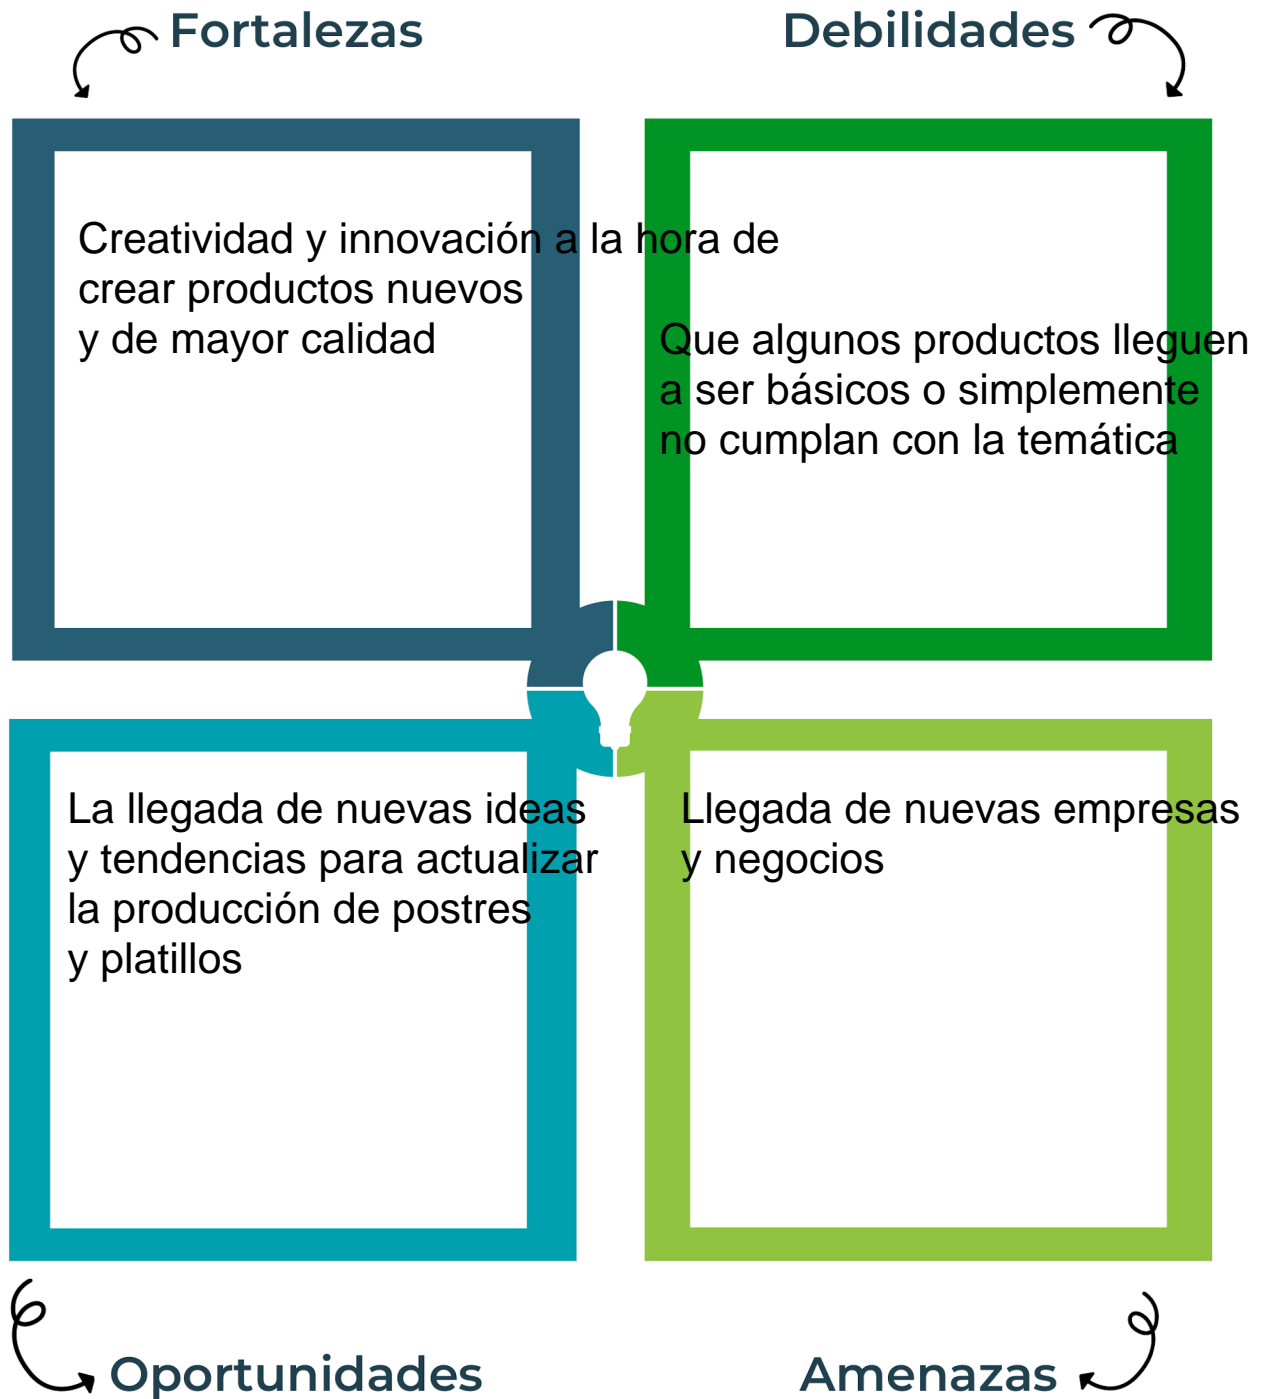 Fortalezas
Debilidades
Creatividad y innovación a la hora de
crear productos nuevos
y de mayor calidad
Que algunos productos lleguen
a ser básicos o simplemente
no cumplan con la temática
La llegada de nuevas ideas
y tendencias para actualizar
la producción de postres
y platillos
Llegada de nuevas empresas
y negocios
Oportunidades
Amenazas